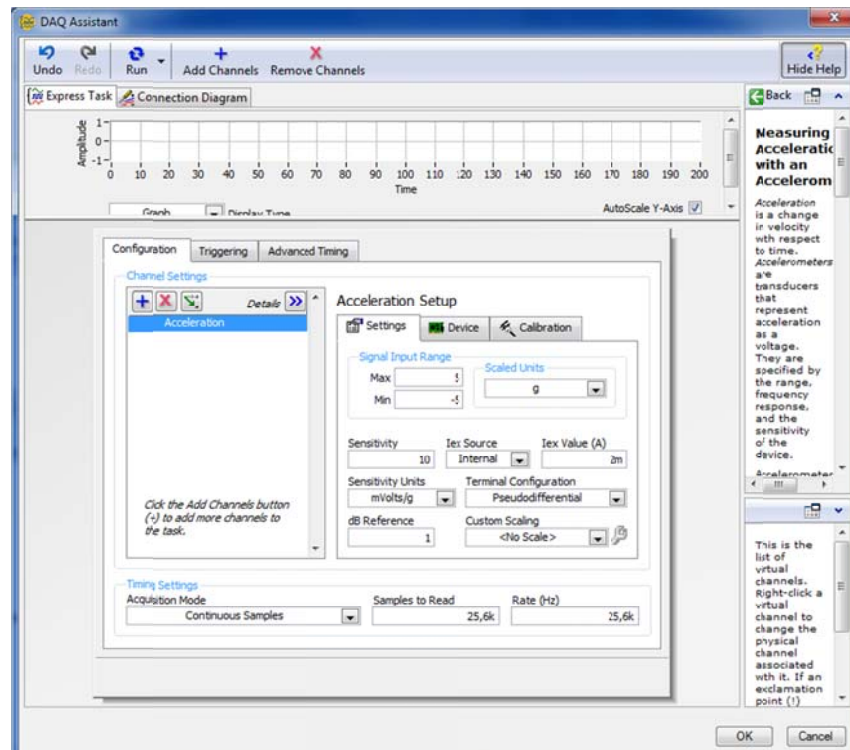 DAQ Assistant
Undo Redo Run Add Channels Remove Channels Hide Help
Express Task Connection Diagram
Back
Amplitude
1
0
-1
0 10 20 30 40 50 60 70 80 90 100 110 120 130 140 150 160 170 180 190 200
Time
Graph Display Type AutoScale Y-Axis
Configuration Triggering Advanced Timing
Channel Settings
Details
Acceleration
Click the Add Channels button
(+) to add more channels to
the task.
Acceleration Setup
Settings Device Calibration
Signal Input Range
Max 5
Min -5
Scaled Units
g
Sensitivity Iex Source Iex Value (A)
10 Internal 2m
Sensitivity Units Terminal Configuration
mVolts/g Pseudodifferential
dB Reference Custom Scaling
1 <No Scale>
Timing Settings
Acquisition Mode Samples to Read Rate (Hz)
Continuous Samples 25,6k 25,6k
Measuring
Acceleratic
with an
Accelerom
Acceleration
is a change
in velocity
with respect
to time.
Accelerometers
are
transducers
that
represent
acceleration
as a
voltage.
They are
specified by
the range,
frequency
response,
and the
sensitivity
of the
device.
Accelerometer
This is the
list of
virtual
channels.
Right-click a
virtual
channel to
change the
physical
channel
associated
with it. If an
exclamation
point (!)
OK Cancel